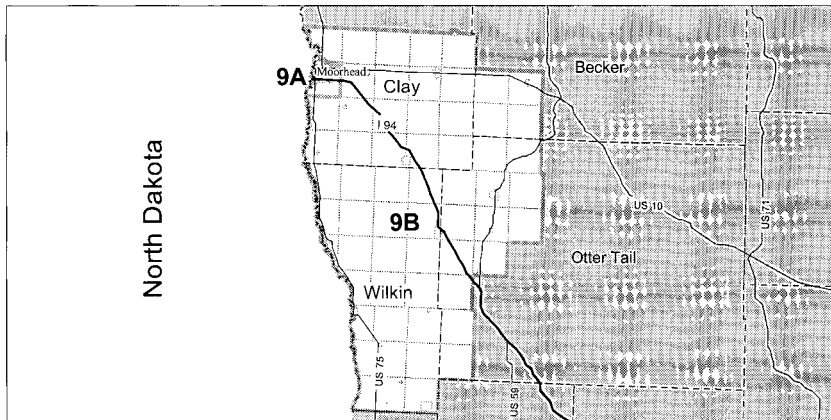 Becker
9A
Moorhead
Clay
I 94
North Dakota
US 10
US 71
9B
Otter Tail
Wilkin
US 75
US 59